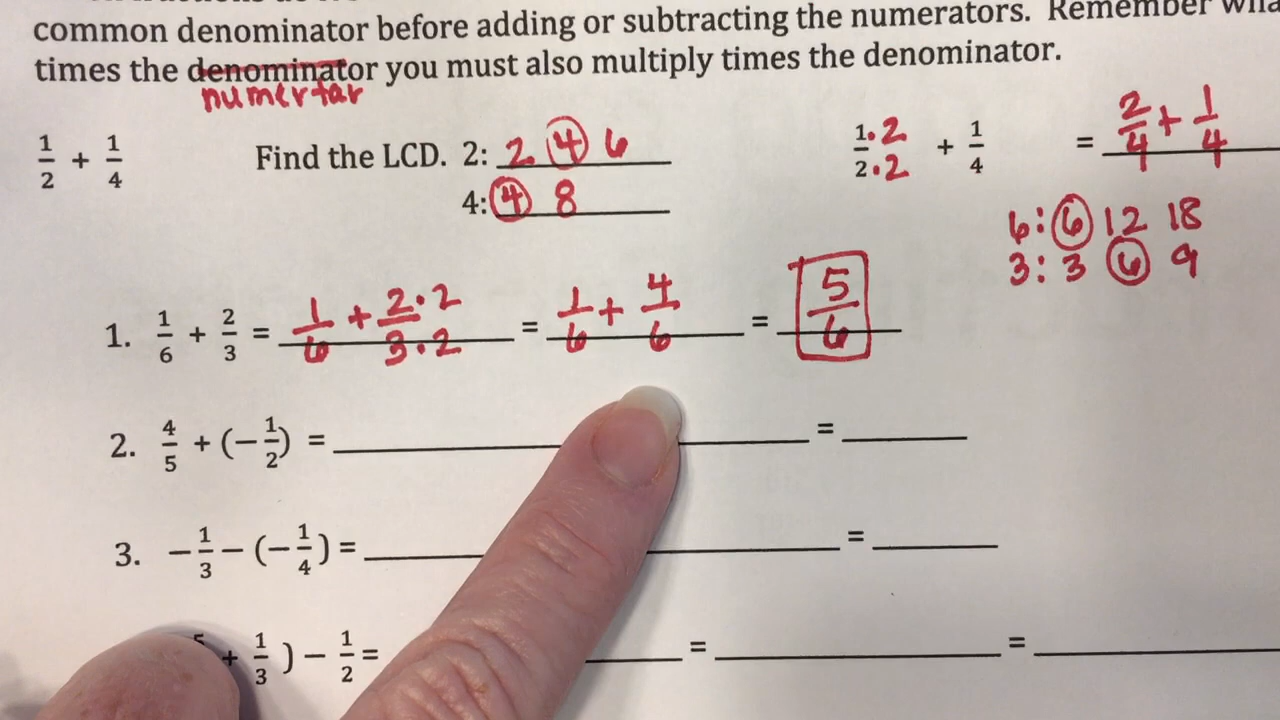 common denominator before adding or subtracting the numerators. Remember
times the denominator you must also multiply times the denominator.
numertar
1/2 + 1/4 Find the LCD. 2: 2 4 6 1·2/2·2 + 1/4 = 2/4 + 1/4
4: 4 8
6: 6 12 18
3: 3 6 9
1. 1/6 + 2/3 = 1/6 + 2·2/3·2 = 1/6 + 4/6 = 5/6
2. 4/5 + (-1/2) = =
3. -1/3 - (-1/4) = =
+ 1/3 ) - 1/2 = = =